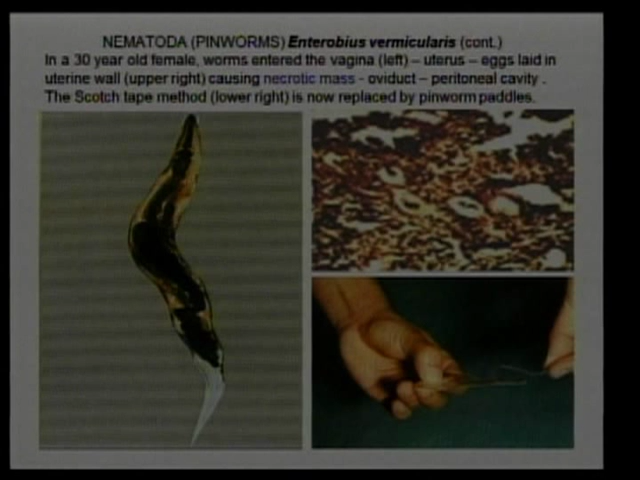 NEMATODA (PINWORMS) Enterobius vermicularis (cont.)
In a 30 year old female, worms entered the vagina (left) – uterus – eggs laid in
uterine wall (upper right) causing necrotic mass - oviduct – peritoneal cavity .
The Scotch tape method (lower right) is now replaced by pinworm paddles.